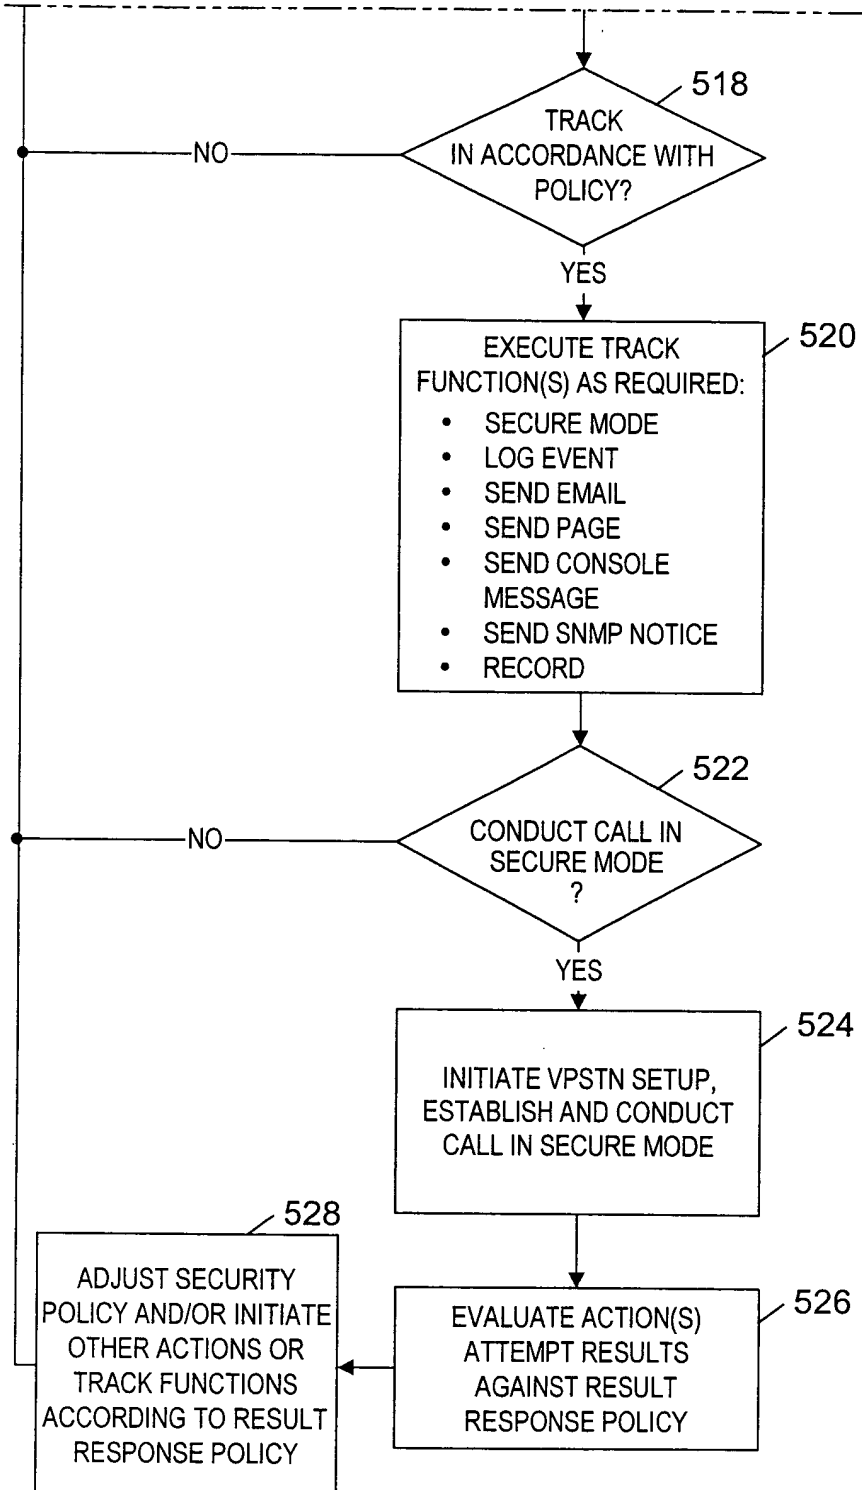 518
TRACK
IN ACCORDANCE WITH
POLICY?
NO
YES
520
EXECUTE TRACK
FUNCTION(S) AS REQUIRED:
• SECURE MODE
• LOG EVENT
• SEND EMAIL
• SEND PAGE
• SEND CONSOLE
MESSAGE
• SEND SNMP NOTICE
• RECORD
522
CONDUCT CALL IN
SECURE MODE
?
NO
YES
524
INITIATE VPSTN SETUP,
ESTABLISH AND CONDUCT
CALL IN SECURE MODE
526
EVALUATE ACTION(S)
ATTEMPT RESULTS
AGAINST RESULT
RESPONSE POLICY
528
ADJUST SECURITY
POLICY AND/OR INITIATE
OTHER ACTIONS OR
TRACK FUNCTIONS
ACCORDING TO RESULT
RESPONSE POLICY